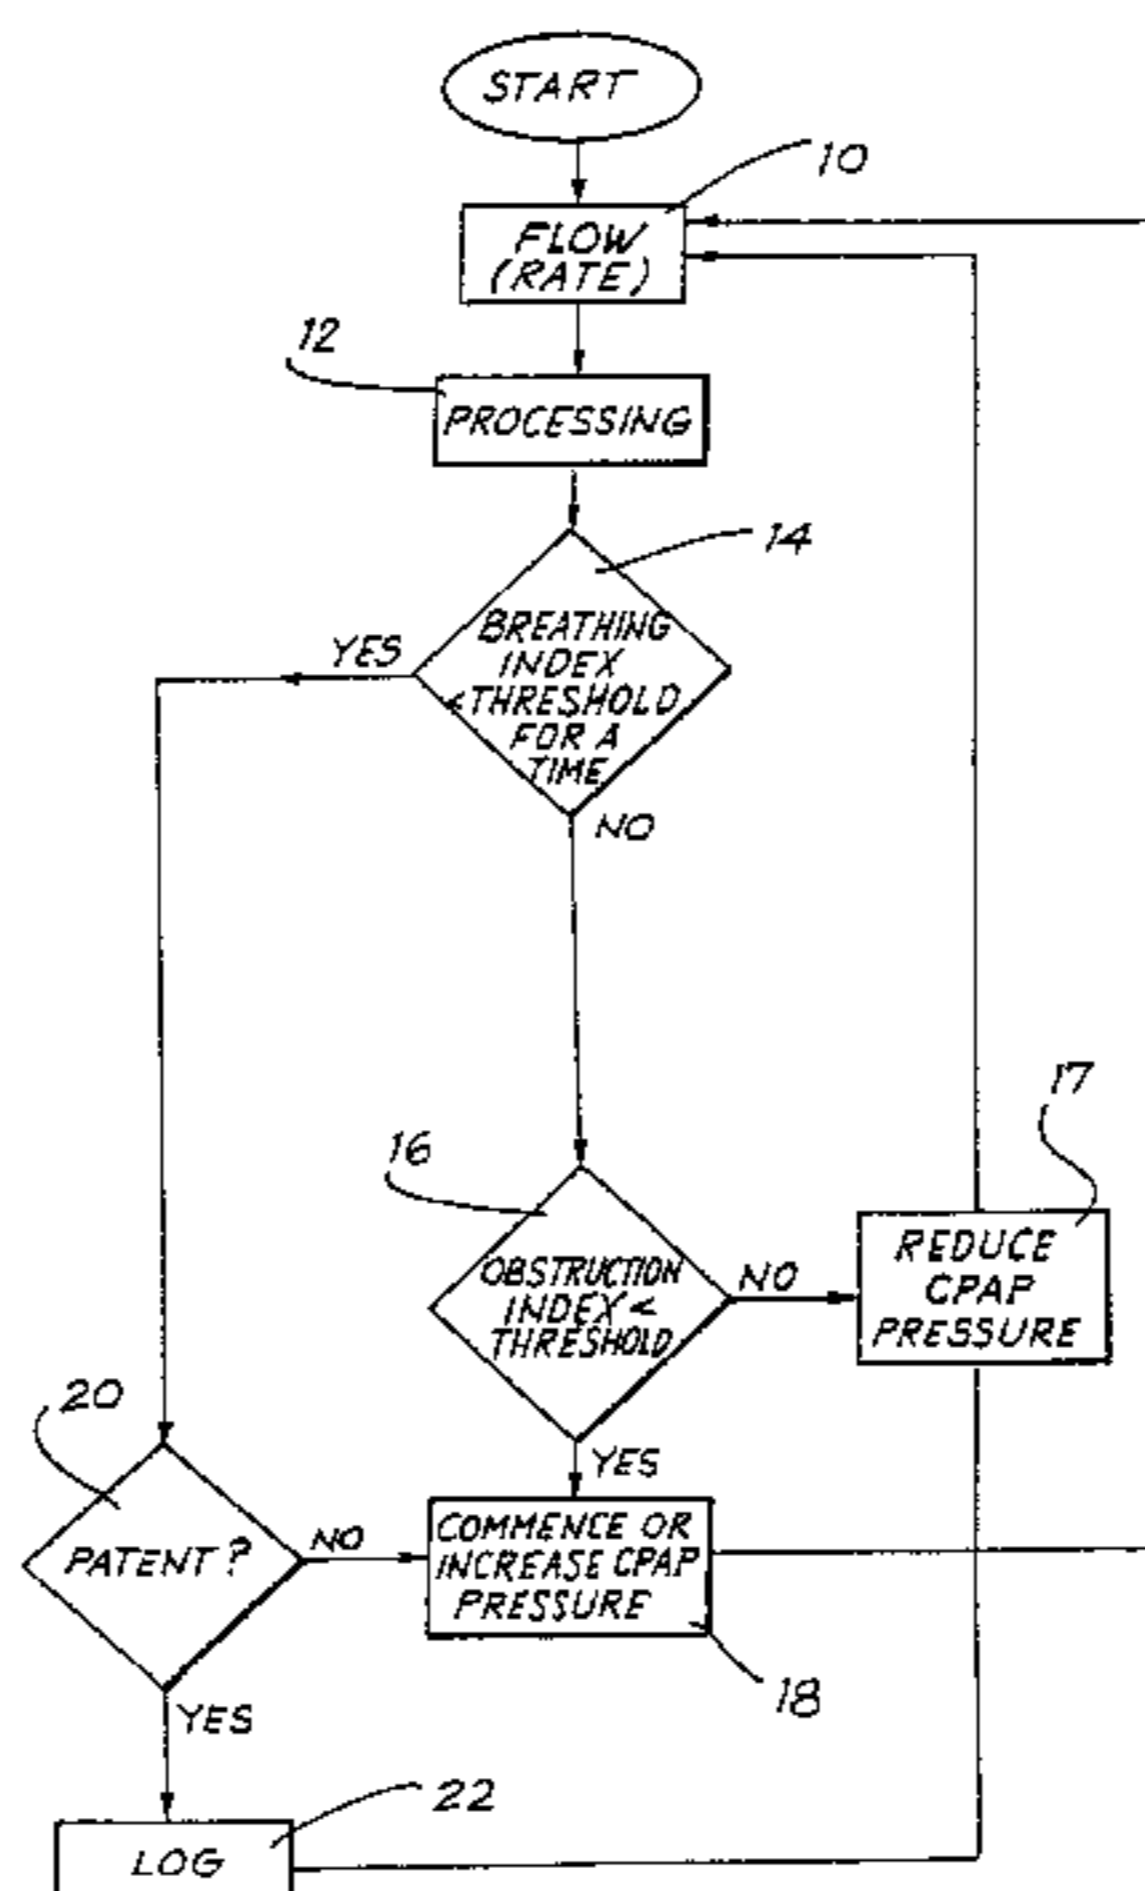 START
10
FLOW
(RATE)
12
PROCESSING
14
YES
BREATHING
INDEX
<THRESHOLD
FOR A
TIME
NO
17
16
OBSTRUCTION
INDEX <
THRESHOLD
NO
REDUCE
CPAP
PRESSURE
20
YES
PATENT?
NO
COMMENCE OR
INCREASE CPAP
PRESSURE
18
YES
22
LOG